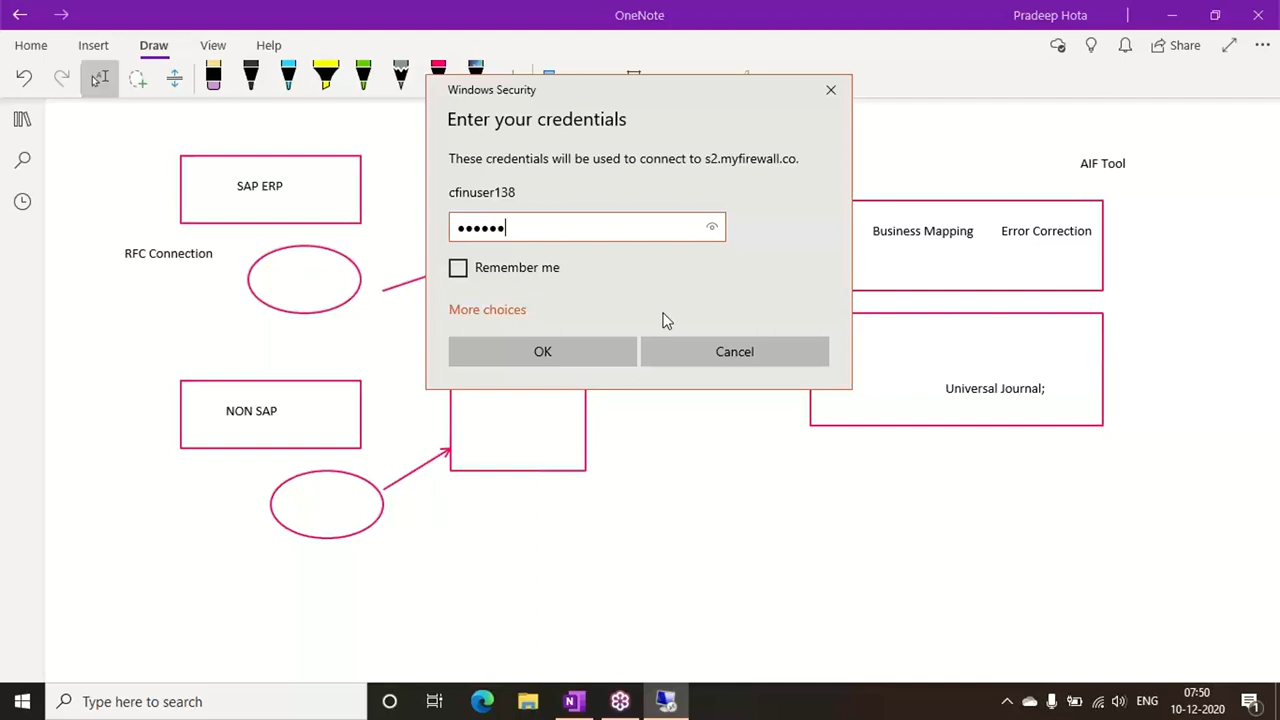 OneNote
Pradeep Hota
Home Insert Draw View Help
Share
Windows Security
Enter your credentials
These credentials will be used to connect to s2.myfirewall.co.
cfinuser138
••••••
Remember me
More choices
OK Cancel
AIF Tool
SAP ERP
Business Mapping Error Correction
RFC Connection
Universal Journal;
NON SAP
Type here to search
ENG
07:50
10-12-2020
1